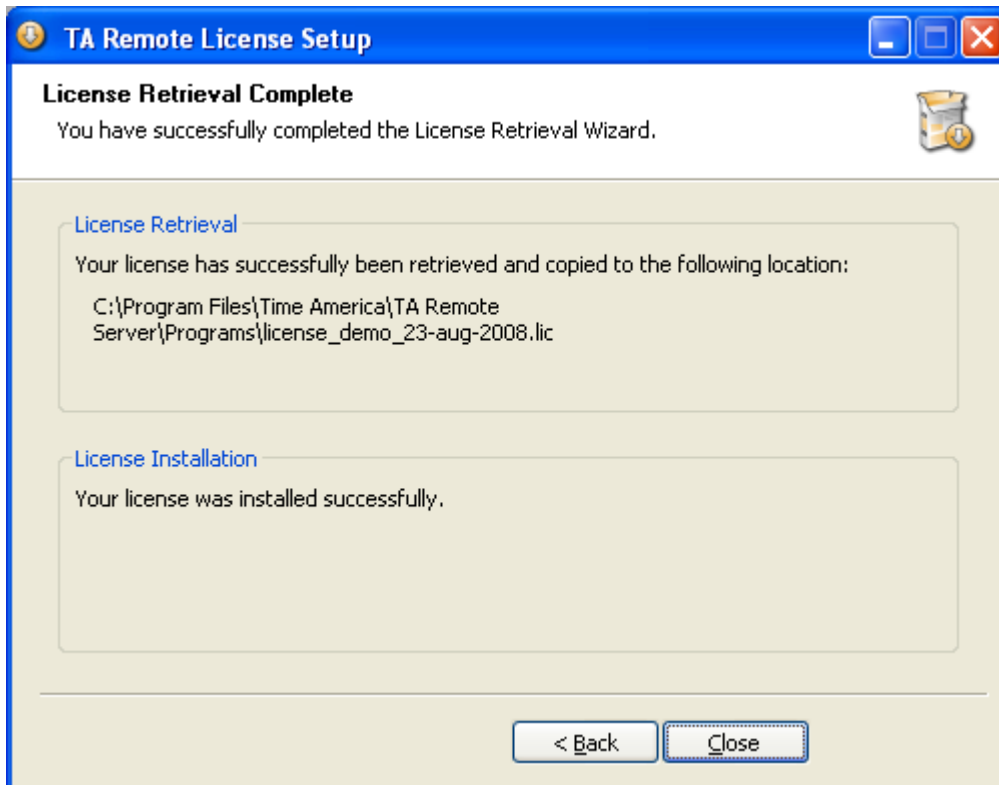 TA Remote License Setup
License Retrieval Complete
You have successfully completed the License Retrieval Wizard.
License Retrieval
Your license has successfully been retrieved and copied to the following location:
C:\Program Files\Time America\TA Remote
Server\Programs\license_demo_23-aug-2008.lic
License Installation
Your license was installed successfully.
< Back
Close